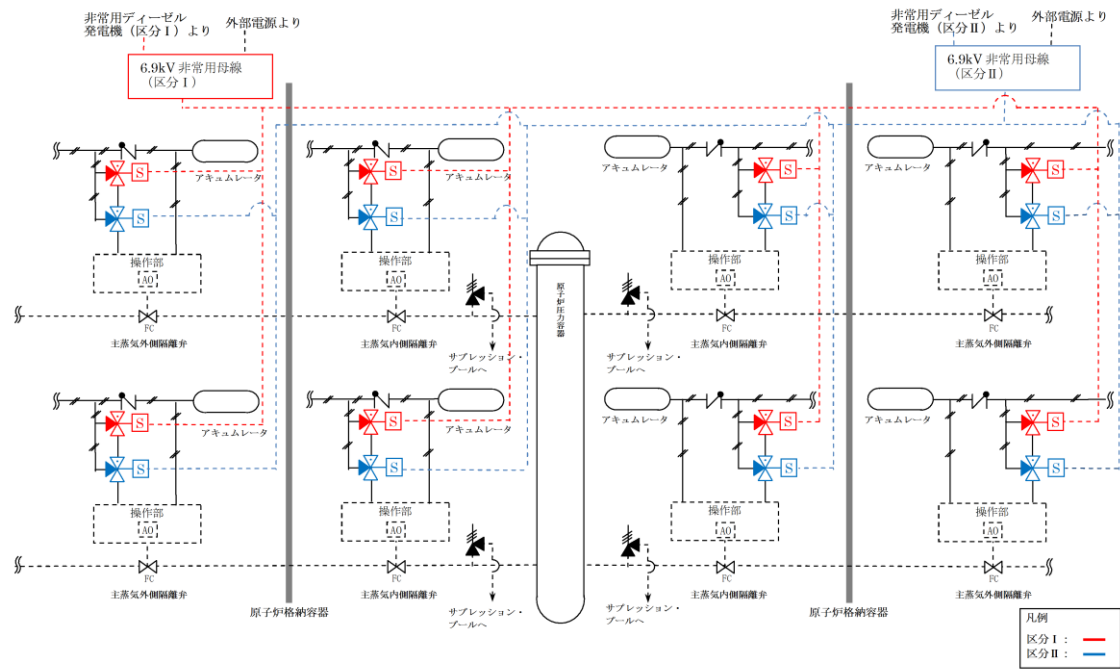 非常用ディーゼル
発電機（区分Ⅰ）より
外部電源より
6.9kV 非常用母線
（区分Ⅰ）
非常用ディーゼル
発電機（区分Ⅱ）より
外部電源より
6.9kV 非常用母線
（区分Ⅱ）
アキュムレータ
アキュムレータ
アキュムレータ
アキュムレータ
S
S
S
S
S
S
S
S
操作部
AO
操作部
AO
操作部
AO
操作部
AO
原子炉圧力容器
FC
FC
FC
FC
主蒸気外側隔離弁
主蒸気内側隔離弁
サプレッション・
プールへ
サプレッション・
プールへ
主蒸気内側隔離弁
主蒸気外側隔離弁
アキュムレータ
アキュムレータ
アキュムレータ
アキュムレータ
S
S
S
S
S
S
S
S
操作部
AO
操作部
AO
操作部
AO
操作部
AO
FC
FC
FC
FC
主蒸気外側隔離弁
主蒸気内側隔離弁
サプレッション・
プールへ
サプレッション・
プールへ
主蒸気内側隔離弁
主蒸気外側隔離弁
原子炉格納容器
原子炉格納容器
凡例
区分Ⅰ：
区分Ⅱ：